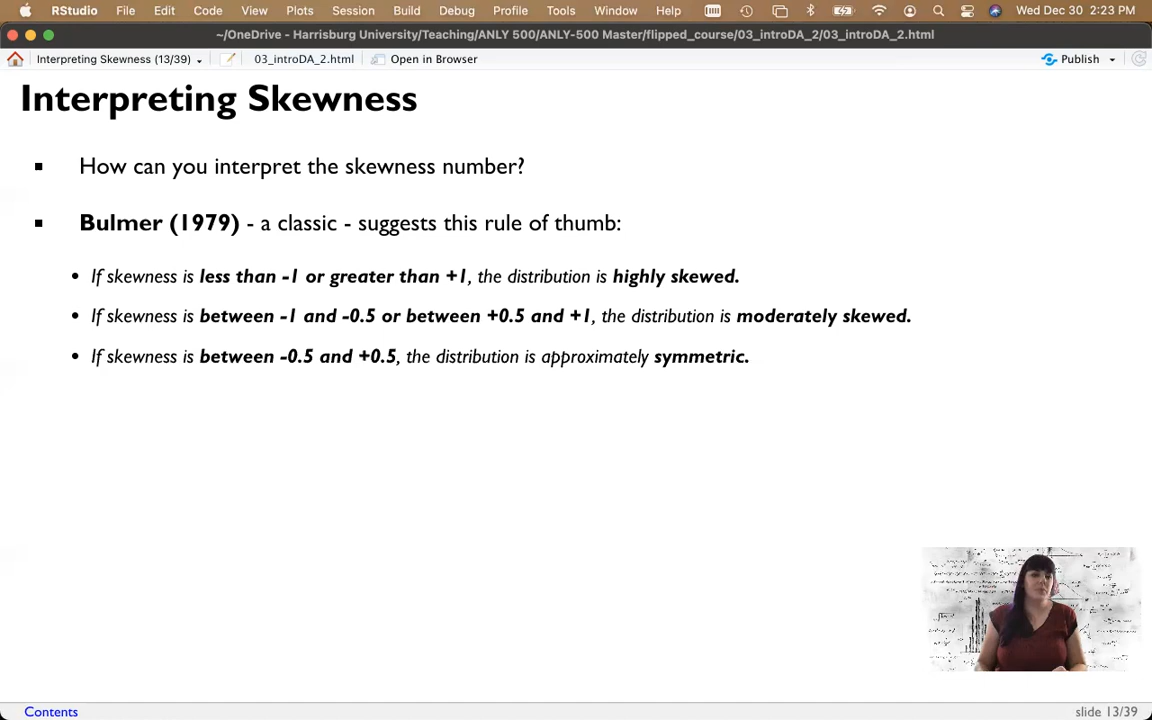 RStudio File Edit Code View Plots Session Build Debug Profile Tools Window Help Wed Dec 30 2:23 PM
~/OneDrive - Harrisburg University/Teaching/ANLY 500/ANLY-500 Master/flipped_course/03_introDA_2/03_introDA_2.html
Interpreting Skewness (13/39) 03_introDA_2.html Open in Browser Publish
Interpreting Skewness
▪ How can you interpret the skewness number?
▪ Bulmer (1979) - a classic - suggests this rule of thumb:
• If skewness is less than -1 or greater than +1, the distribution is highly skewed.
• If skewness is between -1 and -0.5 or between +0.5 and +1, the distribution is moderately skewed.
• If skewness is between -0.5 and +0.5, the distribution is approximately symmetric.
Contents slide 13/39